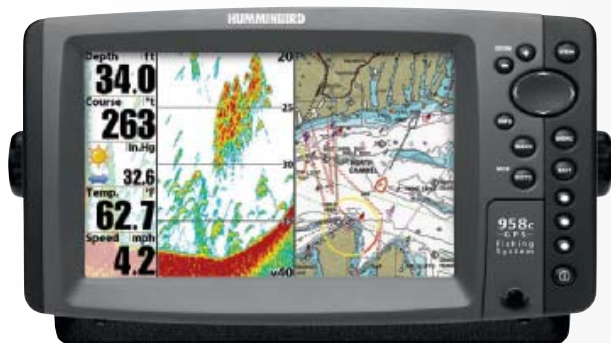 HUMMINBIRD
Depth ft
34.0
Course °t
263
In.Hg
32.6
Temp. °F
62.7
Speed mph
4.2
20
25
30
40
NORTH
CHANNEL
VIEW
INFO
MARK
MENU
GOTO
EXIT
958c
-GPS-
Fishing
System